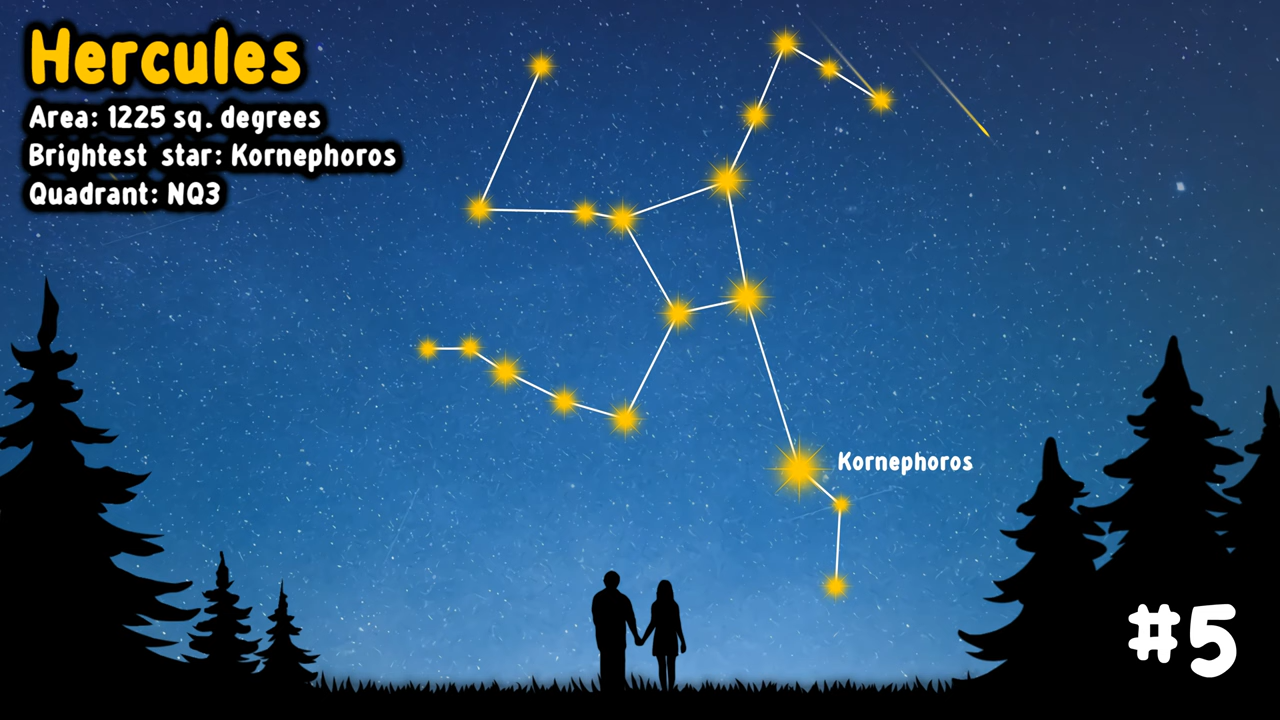 Hercules
Area: 1225 sq. degrees
Brightest star: Kornephoros
Quadrant: NQ3
Kornephoros
#5